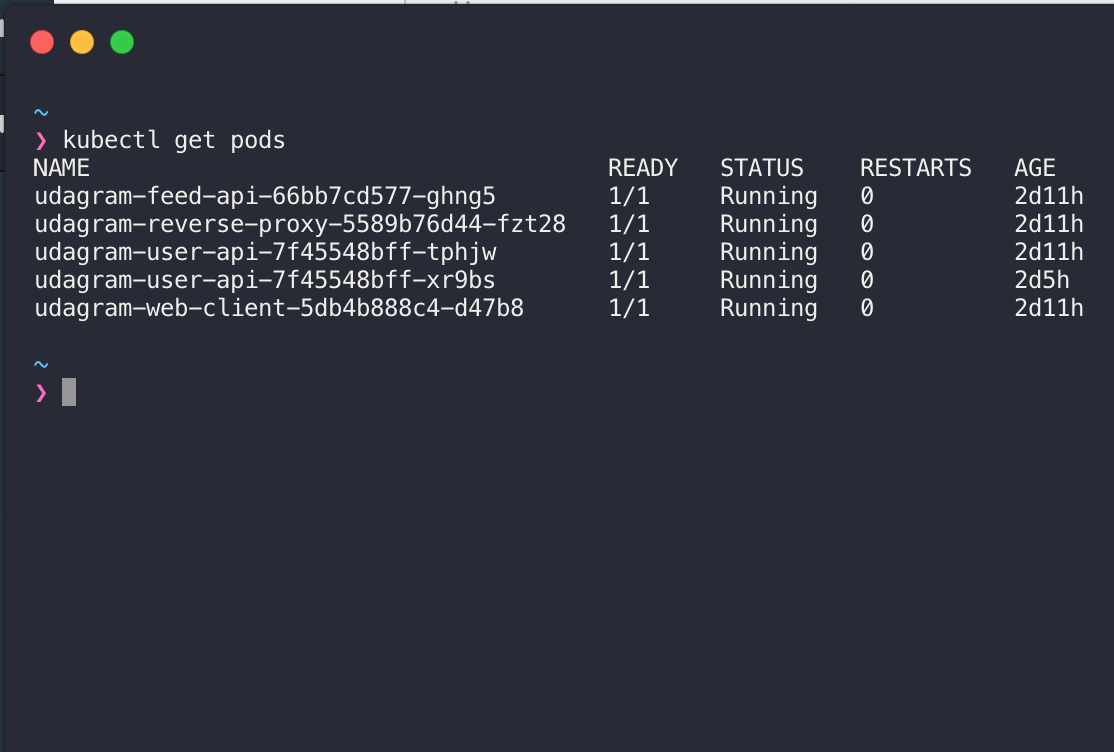 ~
❯ kubectl get pods
NAME                                     READY   STATUS    RESTARTS   AGE
udagram-feed-api-66bb7cd577-ghng5        1/1     Running   0          2d11h
udagram-reverse-proxy-5589b76d44-fzt28   1/1     Running   0          2d11h
udagram-user-api-7f45548bff-tphjw        1/1     Running   0          2d11h
udagram-user-api-7f45548bff-xr9bs        1/1     Running   0          2d5h
udagram-web-client-5db4b888c4-d47b8      1/1     Running   0          2d11h
~
❯